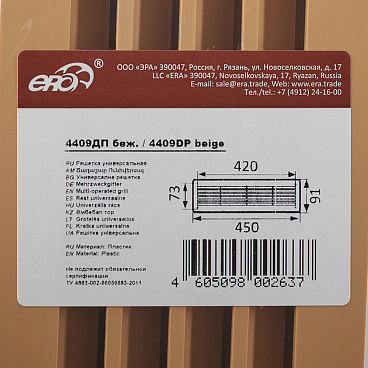 ERA®
ООО «ЭРА» 390047, Россия, г. Рязань, ул. Новоселковская, д. 17
LLC «ERA» 390047, Novoselkovskaya, 17, Ryazan, Russia
E-mail: sale@era.trade, www.era.trade
Тел.: +7 (4912) 24-16-00
4409ДП беж. / 4409DP beige
RU Решетка универсальная
AM Ունիվերսալ
BG Универсална решетка
DE Mehrzweckgitter
EN Multi-operated grill
ES Rest universaine
HU Univerzális rács
KZ Әмбебап тор
LT Grotelės universalios
PL Kratka uniwersalna
UA Решітка універсальна
RU Материал: Пластик
EN Material: Plastic
Не подлежит обязательной
сертификации
ТУ 4863-002-96059883-2011
420
73
91
450
4 605098 002637